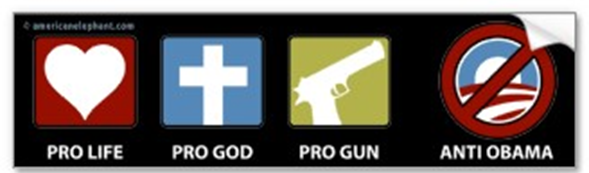 © americanelephant.com
PRO LIFE PRO GOD PRO GUN ANTI OBAMA